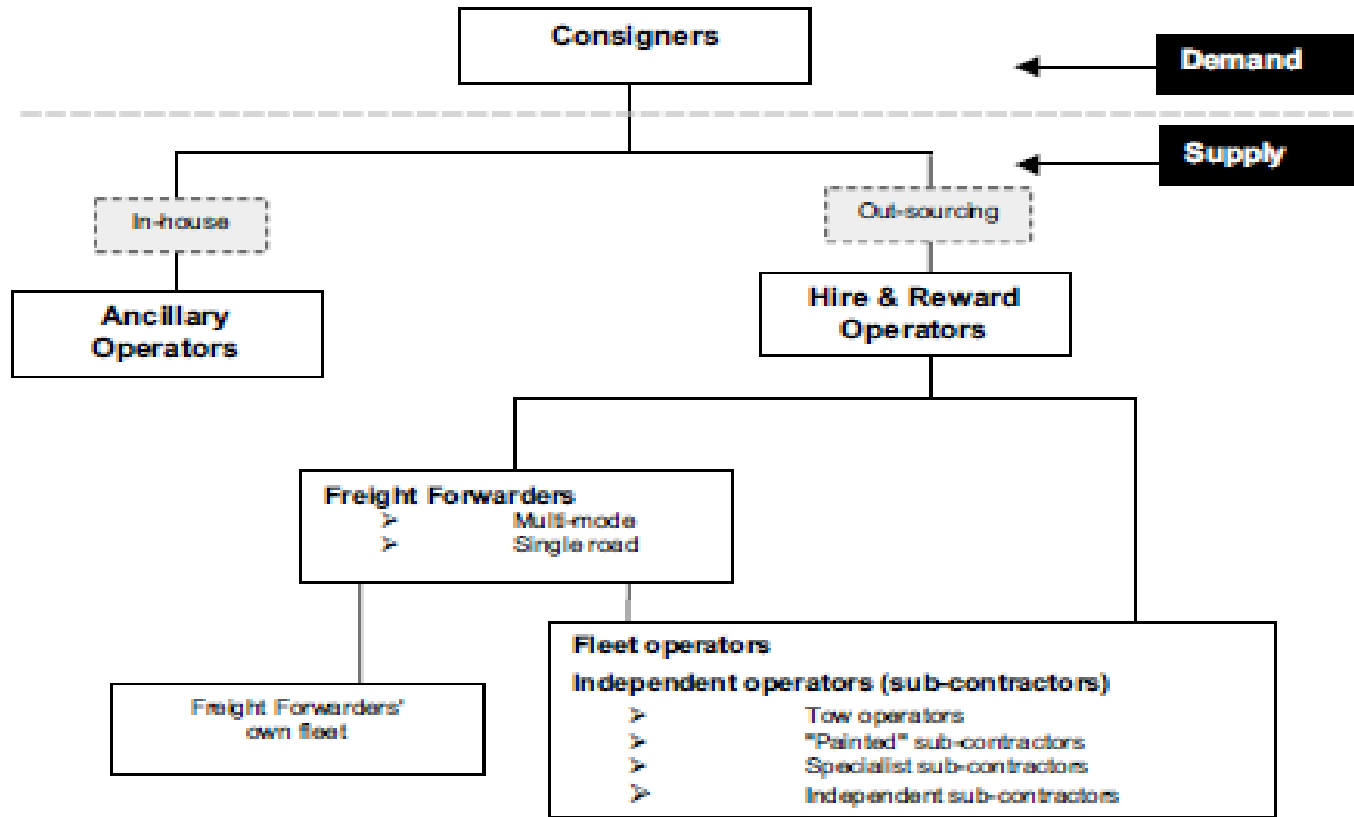 Consigners
Demand
Supply
In-house
Out-sourcing
Ancillary
Operators
Hire & Reward
Operators
Freight Forwarders
➢ Multi-mode
➢ Single road
Fleet operators
Independent operators (sub-contractors)
➢ Tow operators
➢ "Painted" sub-contractors
➢ Specialist sub-contractors
➢ Independent sub-contractors
Freight Forwarders'
own fleet